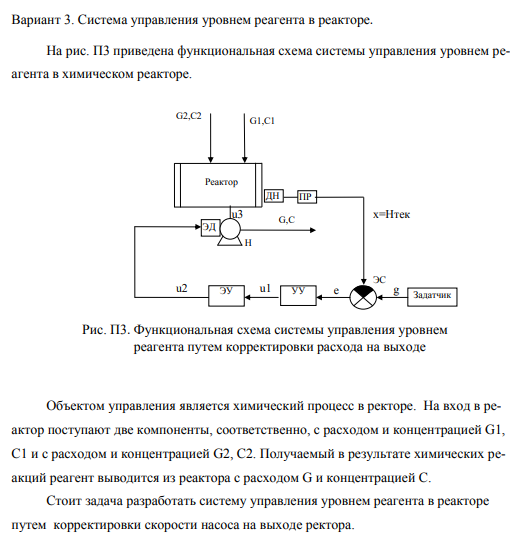 Вариант 3. Система управления уровнем реагента в реакторе.
На рис. П3 приведена функциональная схема системы управления уровнем ре-
агента в химическом реакторе.
G2,C2
G1,C1
Реактор
ДН
ПР
u3
G,C
x=Нтек
ЭД
Н
ЭС
u2
ЭУ
u1
УУ
e
g
Задатчик
Рис. П3. Функциональная схема системы управления уровнем
реагента путем корректировки расхода на выходе
Объектом управления является химический процесс в ректоре. На вход в ре-
актор поступают две компоненты, соответственно, с расходом и концентрацией G1,
C1 и с расходом и концентрацией G2, C2. Получаемый в результате химических ре-
акций реагент выводится из реактора с расходом G и концентрацией C.
Стоит задача разработать систему управления уровнем реагента в реакторе
путем корректировки скорости насоса на выходе ректора.